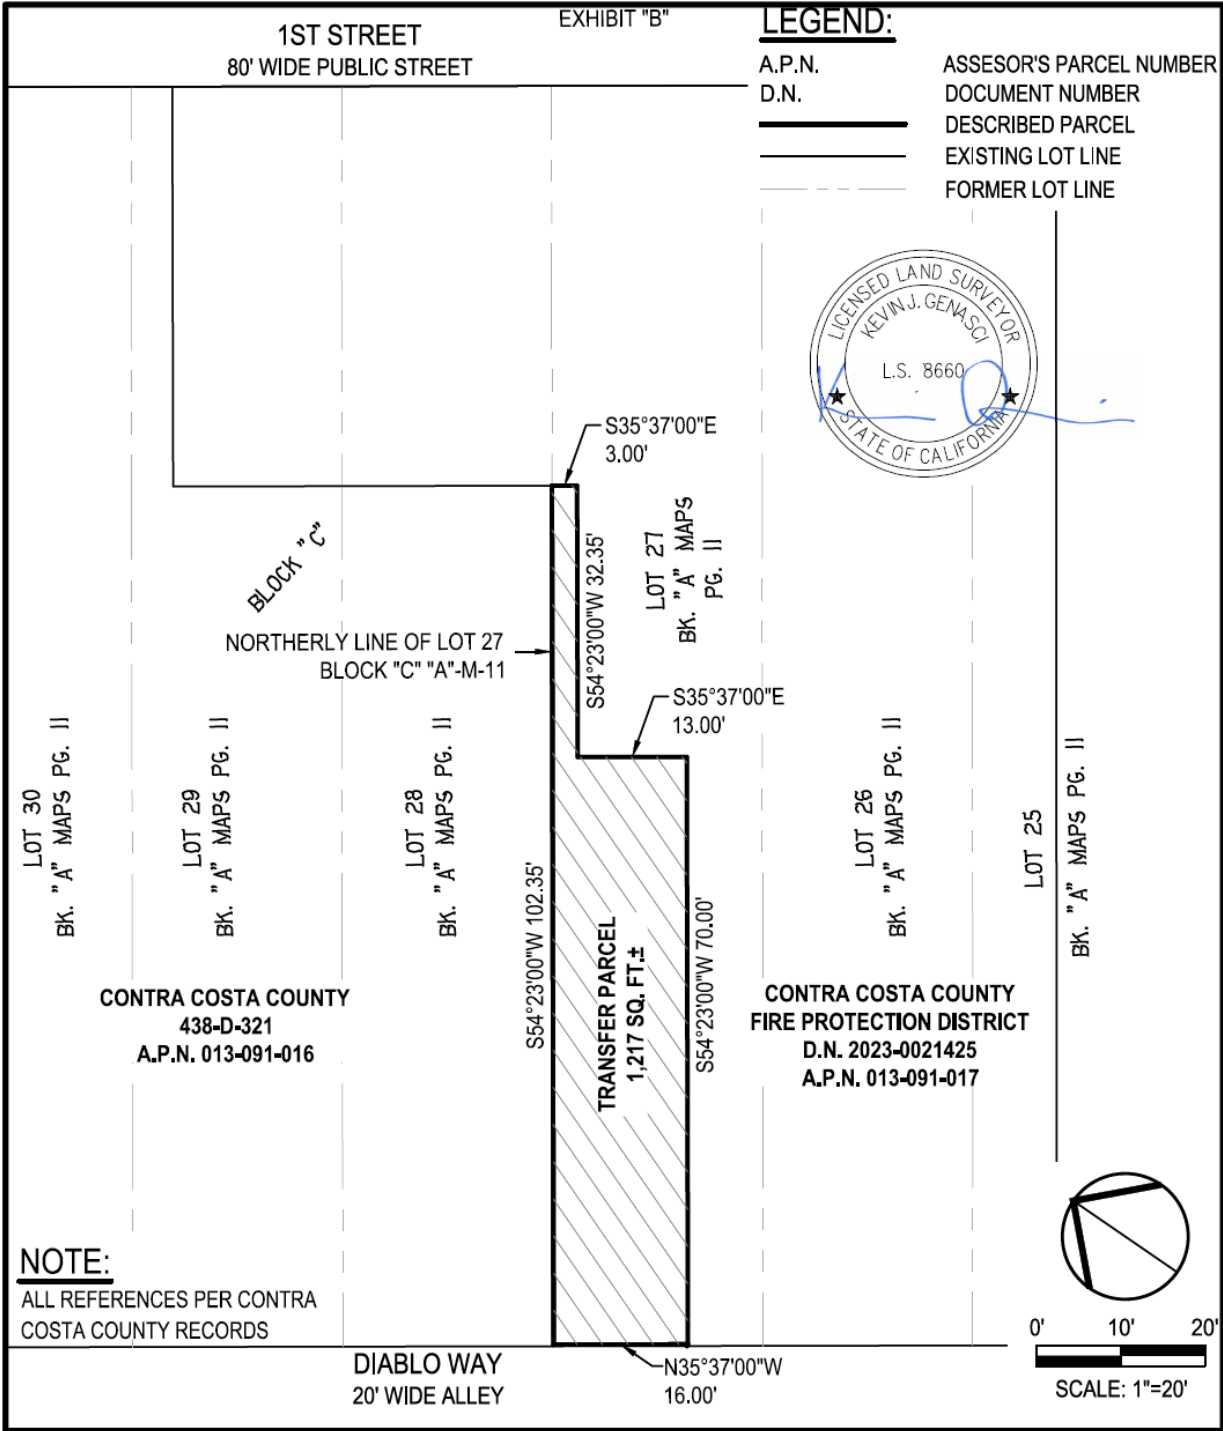 EXHIBIT "B"
1ST STREET
80' WIDE PUBLIC STREET
LEGEND:
A.P.N. ASSESOR'S PARCEL NUMBER
D.N. DOCUMENT NUMBER
DESCRIBED PARCEL
EXISTING LOT LINE
FORMER LOT LINE
LICENSED LAND SURVEYOR
KEVIN J. GENASCI
L.S. 8660
STATE OF CALIFORNIA
S35°37'00"E
3.00'
BLOCK "C"
S54°23'00"W 32.35'
LOT 27
BK. "A" MAPS
PG. 11
NORTHERLY LINE OF LOT 27
BLOCK "C" "A"-M-11
S35°37'00"E
13.00'
LOT 30
BK. "A" MAPS PG. 11
LOT 29
BK. "A" MAPS PG. 11
LOT 28
BK. "A" MAPS PG. 11
LOT 26
BK. "A" MAPS PG. 11
LOT 25
BK. "A" MAPS PG. 11
S54°23'00"W 102.35'
TRANSFER PARCEL
1,217 SQ. FT.±
S54°23'00"W 70.00'
CONTRA COSTA COUNTY
438-D-321
A.P.N. 013-091-016
CONTRA COSTA COUNTY
FIRE PROTECTION DISTRICT
D.N. 2023-0021425
A.P.N. 013-091-017
NOTE:
ALL REFERENCES PER CONTRA
COSTA COUNTY RECORDS
DIABLO WAY
20' WIDE ALLEY
N35°37'00"W
16.00'
0' 10' 20'
SCALE: 1"=20'